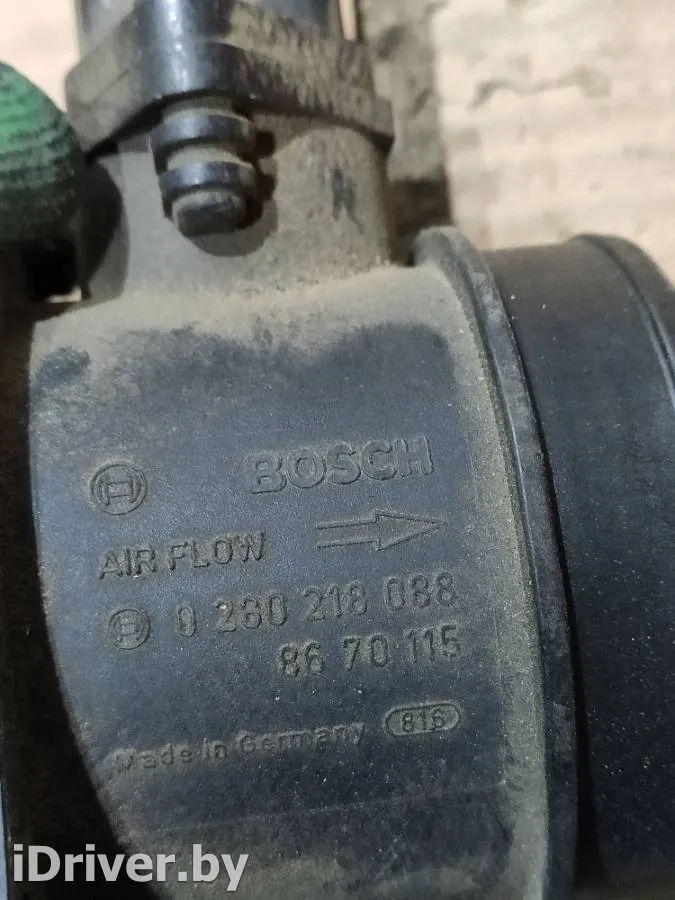 BOSCH
AIR FLOW
0 280 218 088
86 70 115
Made in Germany 816
iDriver.by